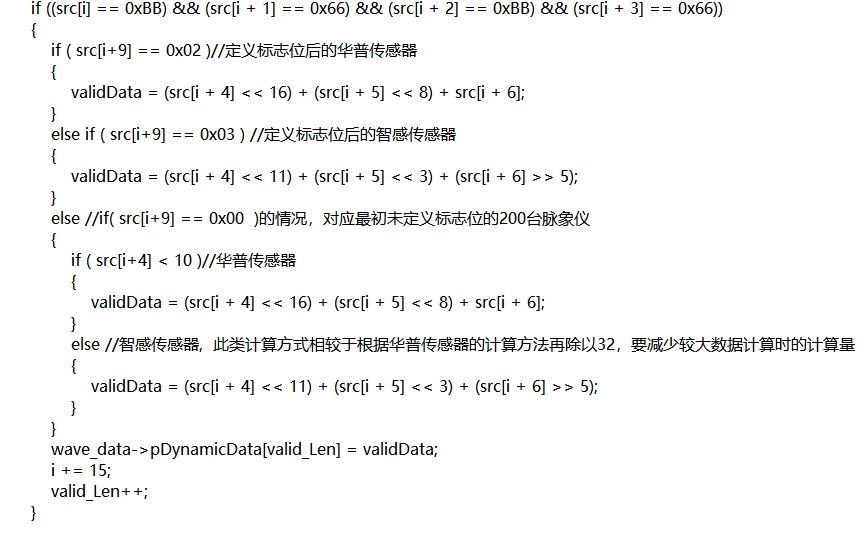 if ((src[i] == 0xBB) && (src[i + 1] == 0x66) && (src[i + 2] == 0xBB) && (src[i + 3] == 0x66))
{
if ( src[i+9] == 0x02 )//定义标志位后的华普传感器
{
validData = (src[i + 4] << 16) + (src[i + 5] << 8) + src[i + 6];
}
else if ( src[i+9] == 0x03 ) //定义标志位后的智感传感器
{
validData = (src[i + 4] << 11) + (src[i + 5] << 3) + (src[i + 6] >> 5);
}
else //if( src[i+9] == 0x00  )的情况，对应最初未定义标志位的200台脉象仪
{
if ( src[i+4] < 10 )//华普传感器
{
validData = (src[i + 4] << 16) + (src[i + 5] << 8) + src[i + 6];
}
else //智感传感器，此类计算方式相较于根据华普传感器的计算方法再除以32，要减少较大数据计算时的计算量
{
validData = (src[i + 4] << 11) + (src[i + 5] << 3) + (src[i + 6] >> 5);
}
}
wave_data->pDynamicData[valid_Len] = validData;
i += 15;
valid_Len++;
}